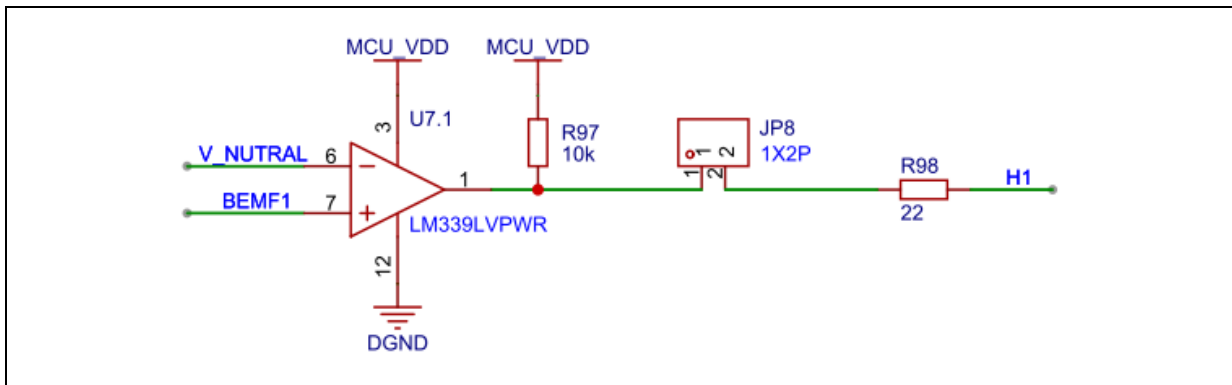 MCU_VDD MCU_VDD
3
U7.1
R97
10k
JP8
1X2P
1 2
V_NUTRAL 6
BEMF1 7
1
1 2
R98
22
H1
LM339LVPWR
12
DGND